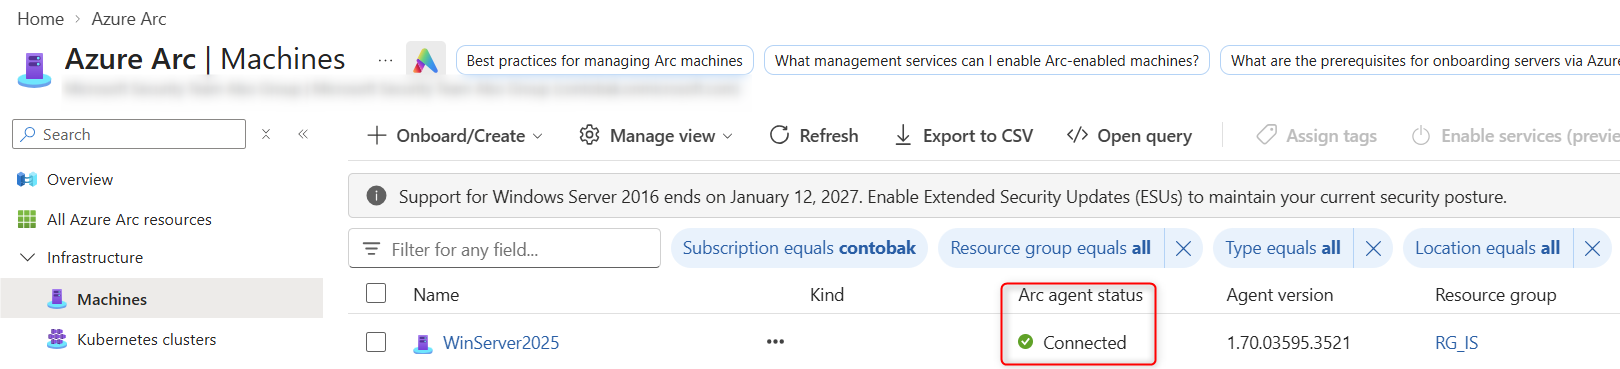 Home > Azure Arc
Azure Arc | Machines ... Best practices for managing Arc machines What management services can I enable Arc-enabled machines? What are the prerequisites for onboarding servers via Azure
Search
Onboard/Create Manage view Refresh Export to CSV Open query Assign tags Enable services (previe
Overview
Support for Windows Server 2016 ends on January 12, 2027. Enable Extended Security Updates (ESUs) to maintain your current security posture.
All Azure Arc resources
Filter for any field... Subscription equals contobak Resource group equals all Type equals all Location equals all
Infrastructure
Machines
Name Kind Arc agent status Agent version Resource group
Kubernetes clusters
WinServer2025 ... Connected 1.70.03595.3521 RG_IS